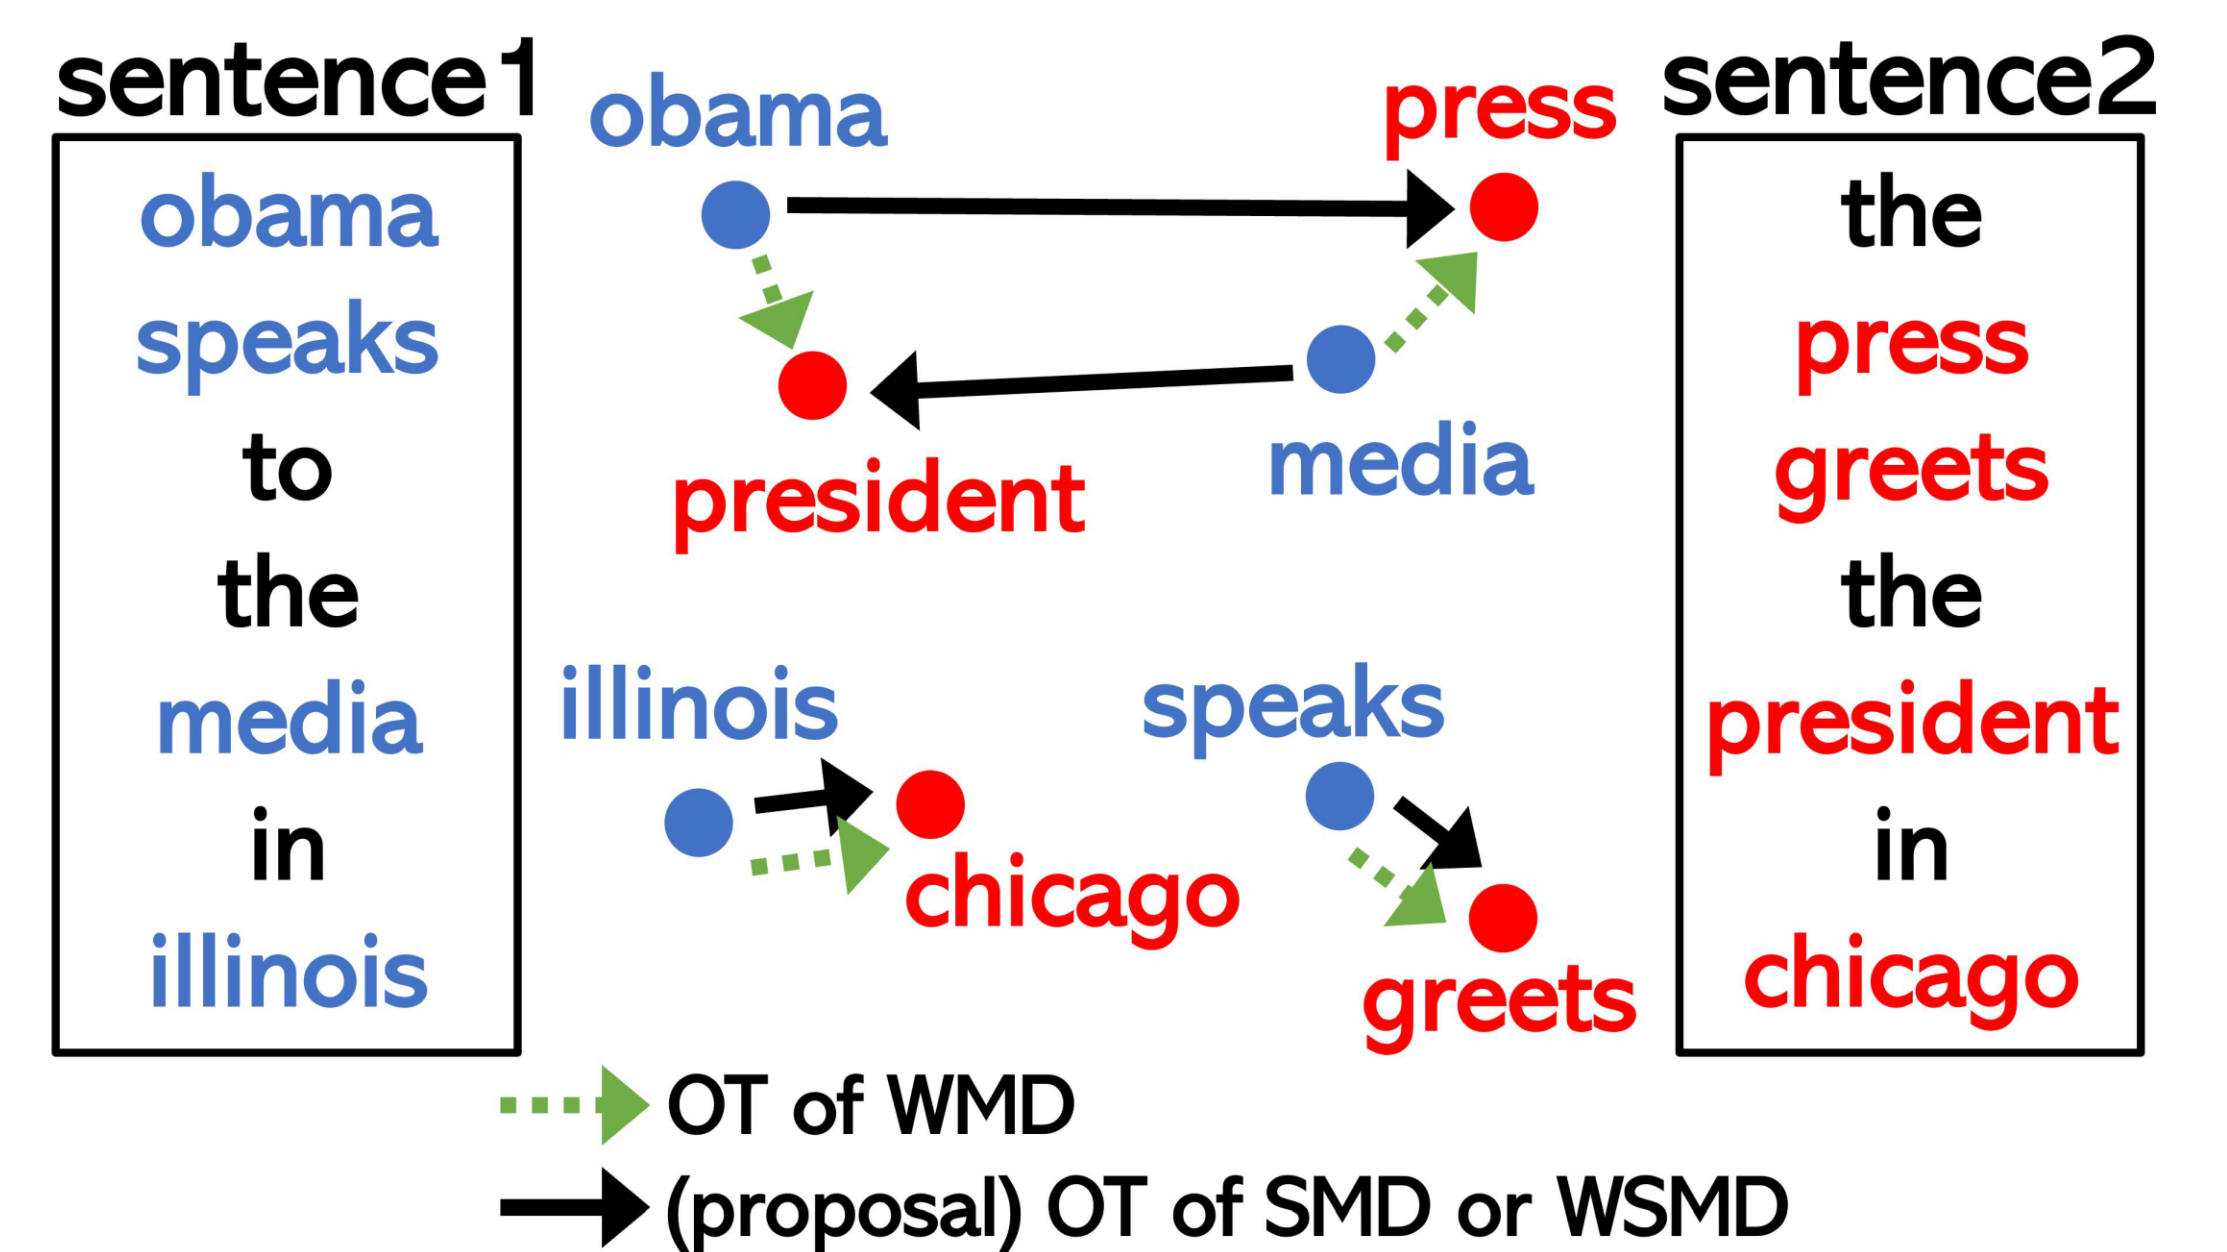 sentence1
obama
speaks
to
the
media
in
illinois
obama
press
president
media
illinois
speaks
chicago
greets
sentence2
the
press
greets
the
president
in
chicago
OT of WMD
(proposal) OT of SMD or WSMD